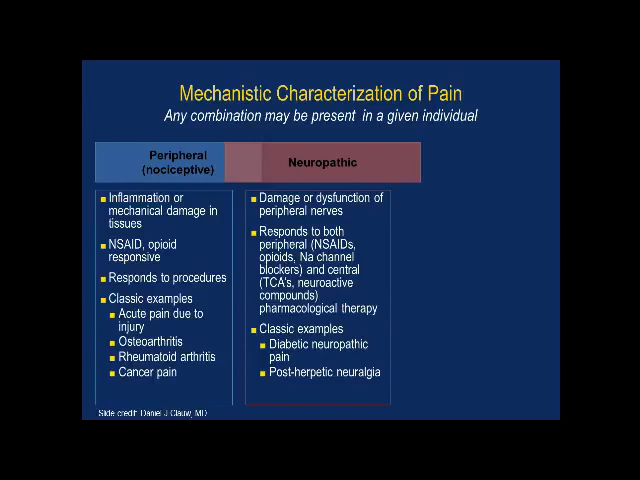 Mechanistic Characterization of Pain
Any combination may be present in a given individual
Peripheral
(nociceptive)
Neuropathic
Inflammation or
mechanical damage in
tissues
NSAID, opioid
responsive
Responds to procedures
Classic examples
Acute pain due to
injury
Osteoarthritis
Rheumatoid arthritis
Cancer pain
Damage or dysfunction of
peripheral nerves
Responds to both
peripheral (NSAIDs,
opioids, Na channel
blockers) and central
(TCA's, neuroactive
compounds)
pharmacological therapy
Classic examples
Diabetic neuropathic
pain
Post-herpetic neuralgia
Slide credit: Daniel J Clauw, MD